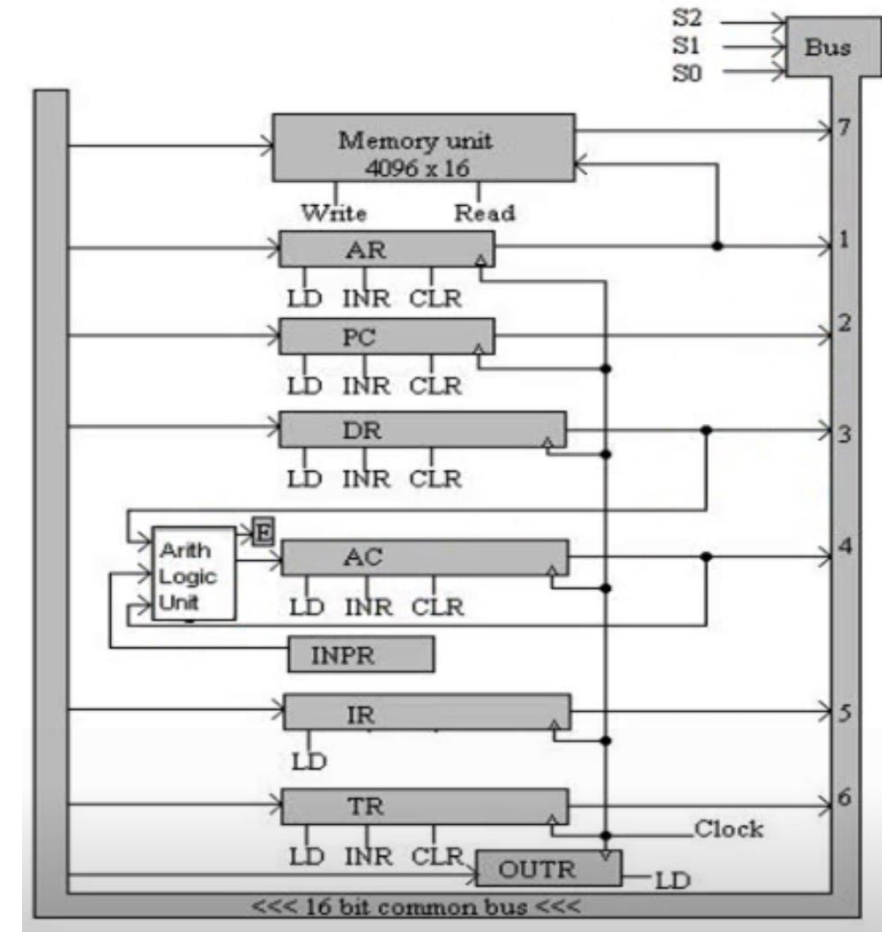 S2
S1
S0
Bus
Memory unit
4096 x 16
7
Write Read
AR
1
LD INR CLR
PC
2
LD INR CLR
DR
3
LD INR CLR
E
Arith
Logic
Unit
AC
4
LD INR CLR
INPR
IR
5
LD
TR
6
Clock
LD INR CLR
OUTR
LD
<<< 16 bit common bus <<<